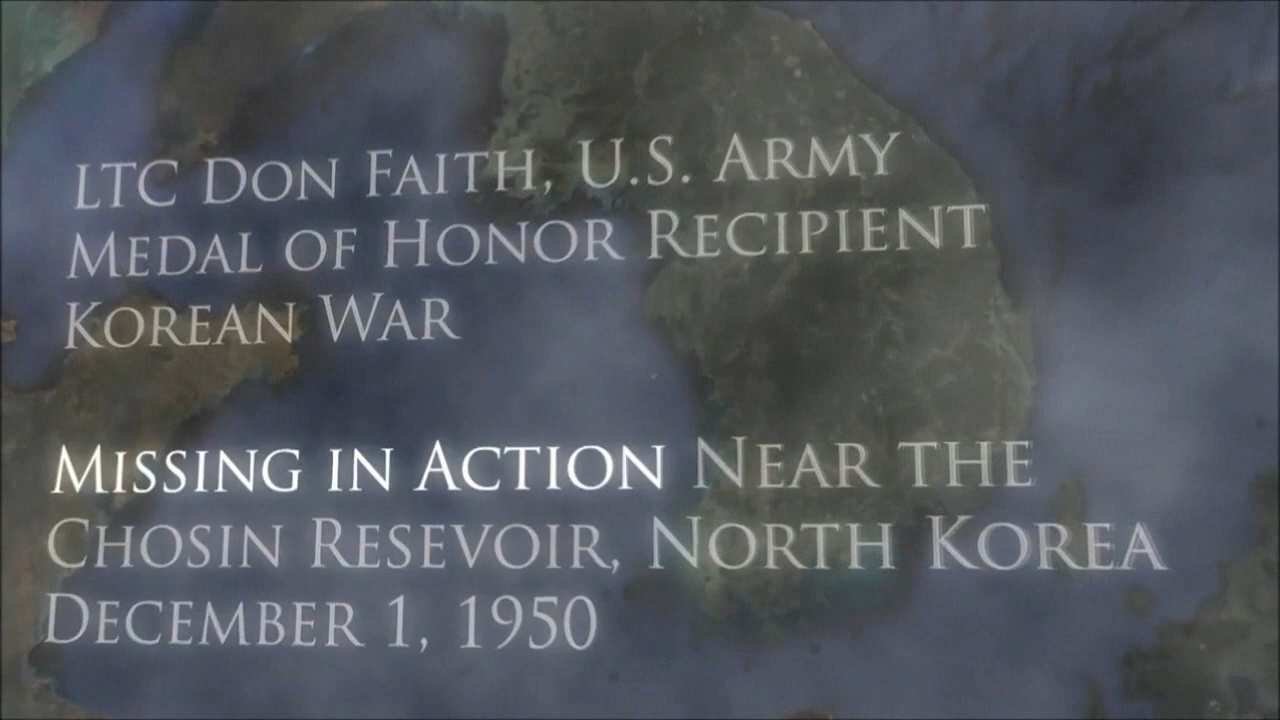 LTC Don Faith, U.S. Army
Medal of Honor Recipient
Korean War
Missing in Action Near the
Chosin Resevoir, North Korea
December 1, 1950